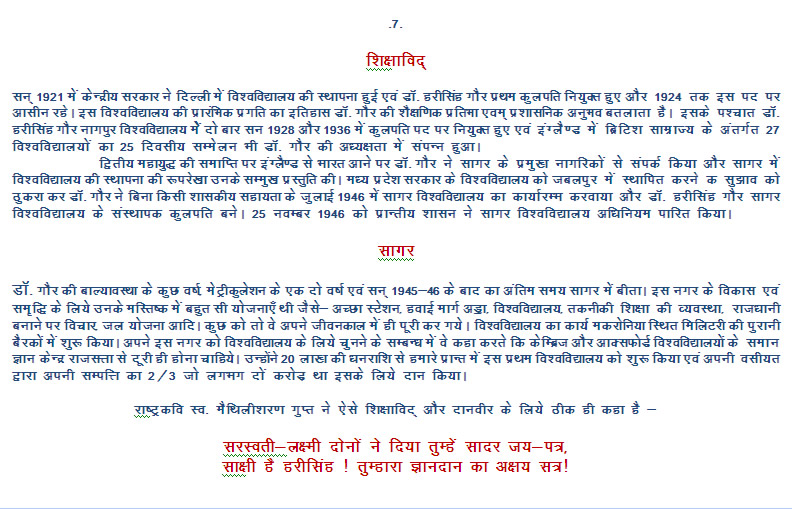 .7.
शिक्षाविद्
सन् 1921 में केन्द्रीय सरकार ने दिल्ली में विश्वविद्यालय की स्थापना हुई एवं डॉ. हरीसिंह गौर प्रथम कुलपति नियुक्त हुए और 1924 तक इस पद पर
आसीन रहे। इस विश्वविद्यालय की प्रारंभिक प्रगति का इतिहास डॉ. गौर की शैक्षणिक प्रतिभा एवम् प्रशासनिक अनुभव बतलाता है। इसके पश्चात डॉ.
हरीसिंह गौर नागपुर विश्वविद्यालय में दो बार सन 1928 और 1936 में कुलपति पद पर नियुक्त हुए एवं इंग्लैण्ड में ब्रिटिश साम्राज्य के अंतर्गत 27
विश्वविद्यालयों का 25 दिवसीय सम्मेलन भी डॉ. गौर की अध्यक्षता में संपन्न हुआ।
द्वितीय महायुद्ध की समाप्ति पर इंग्लैण्ड से भारत आने पर डॉ. गौर ने सागर के प्रमुख नागरिकों से संपर्क किया और सागर में
विश्वविद्यालय की स्थापना की रूपरेखा उनके सम्मुख प्रस्तुति की। मध्य प्रदेश सरकार के विश्वविद्यालय को जबलपुर में स्थापित करने क सुझाव को
ठुकरा कर डॉ. गौर ने बिना किसी शासकीय सहायता के जुलाई 1946 में सागर विश्वविद्यालय का कार्यारम्भ करवाया और डॉ. हरीसिंह गौर सागर
विश्वविद्यालय के संस्थापक कुलपति बने। 25 नवम्बर 1946 को प्रान्तीय शासन ने सागर विश्वविद्यालय अधिनियम पारित किया।
सागर
डॉ. गौर की बाल्यावस्था के कुछ वर्ष, मेट्रीकुलेशन के एक दो वर्ष एवं सन् 1945–46 के बाद का अंतिम समय सागर में बीता। इस नगर के विकास एवं
समृद्धि के लिये उनके मस्तिष्क में बहुत सी योजनाएँ थी जैसे– अच्छा स्टेशन, हवाई मार्ग अड्डा, विश्वविद्यालय, तकनीकी शिक्षा की व्यवस्था, राजधानी
बनाने पर विचार, जल योजना आदि। कुछ को तो वे अपने जीवनकाल में ही पूरी कर गये। विश्वविद्यालय का कार्य मकरोनिया स्थित मिलिटरी की पुरानी
बैरकों में शुरू किया। अपने इस नगर को विश्वविद्यालय के लिये चुनने के सम्बन्ध में वे कहा करते कि केम्ब्रिज और आक्सफोर्ड विश्वविद्यालयों के समान
ज्ञान केन्द्र राजसत्ता से दूरी ही होना चाहिये। उन्होंने 20 लाख की धनराशि से हमारे प्रान्त में इस प्रथम विश्वविद्यालय को शुरू किया एवं अपनी वसीयत
द्वारा अपनी सम्पत्ति का 2/3 जो लगभग दों करोड़ था इसके लिये दान किया।
राष्ट्रकवि स्व. मैथिलीशरण गुप्त ने ऐसे शिक्षाविद् और दानवीर के लिये ठीक ही कहा है –
सरस्वती–लक्ष्मी दोनों ने दिया तुम्हें सादर जय–पत्र,
साक्षी है हरीसिंह ! तुम्हारा ज्ञानदान का अक्षय सत्र!